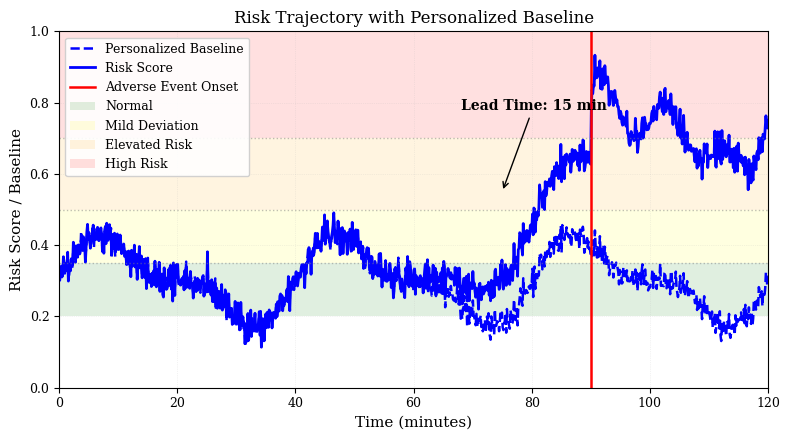 Risk Trajectory with Personalized Baseline
Risk Score / Baseline
1.0
0.8
0.6
0.4
0.2
0.0
Personalized Baseline
Risk Score
Adverse Event Onset
Normal
Mild Deviation
Elevated Risk
High Risk
Lead Time: 15 min
0 20 40 60 80 100 120
Time (minutes)